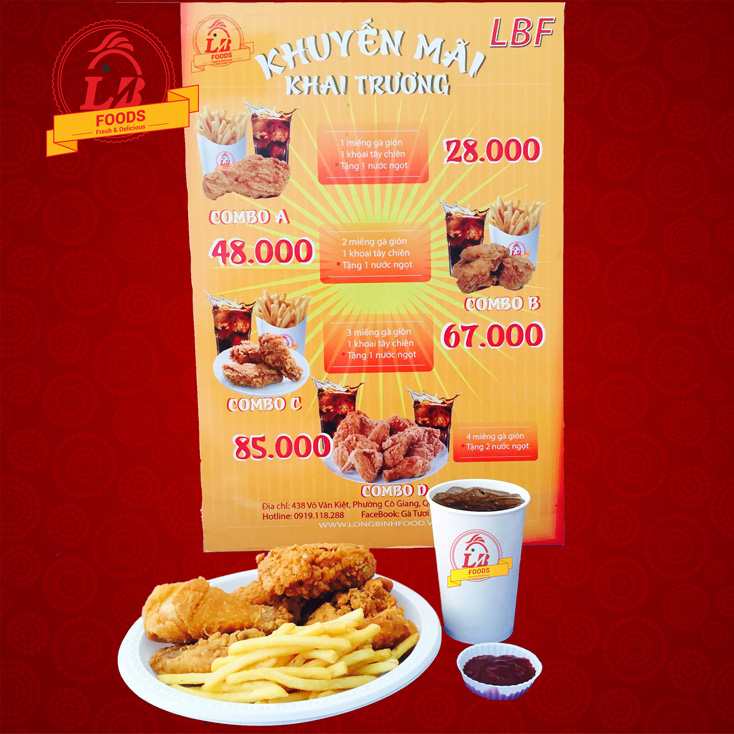 LB
FOODS
Fresh & Delicious
LB
FOODS
LBF
KHUYẾN MÃI
KHAI TRƯƠNG
1 miếng gà giòn
1 khoai tây chiên
* Tặng 1 nước ngọt
28.000
LB
COMBO A
48.000
2 miếng gà giòn
1 khoai tây chiên
* Tặng 1 nước ngọt
LB
COMBO B
3 miếng gà giòn
1 khoai tây chiên
* Tặng 1 nước ngọt
67.000
COMBO C
85.000
4 miếng gà giòn
* Tặng 2 nước ngọt
COMBO D
Địa chỉ: 438 Võ Văn Kiệt, Phường Cô Giang, Q
Hotline: 0919.118.288 FaceBook: Gà Tươi
WWW.LONGBINHFOOD.V
LB
FOODS